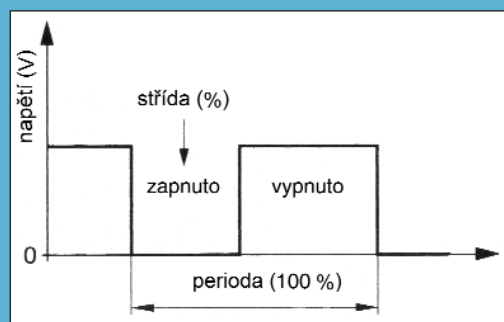 napětí (V)
střída (%)
zapnuto
vypnuto
0
perioda (100 %)